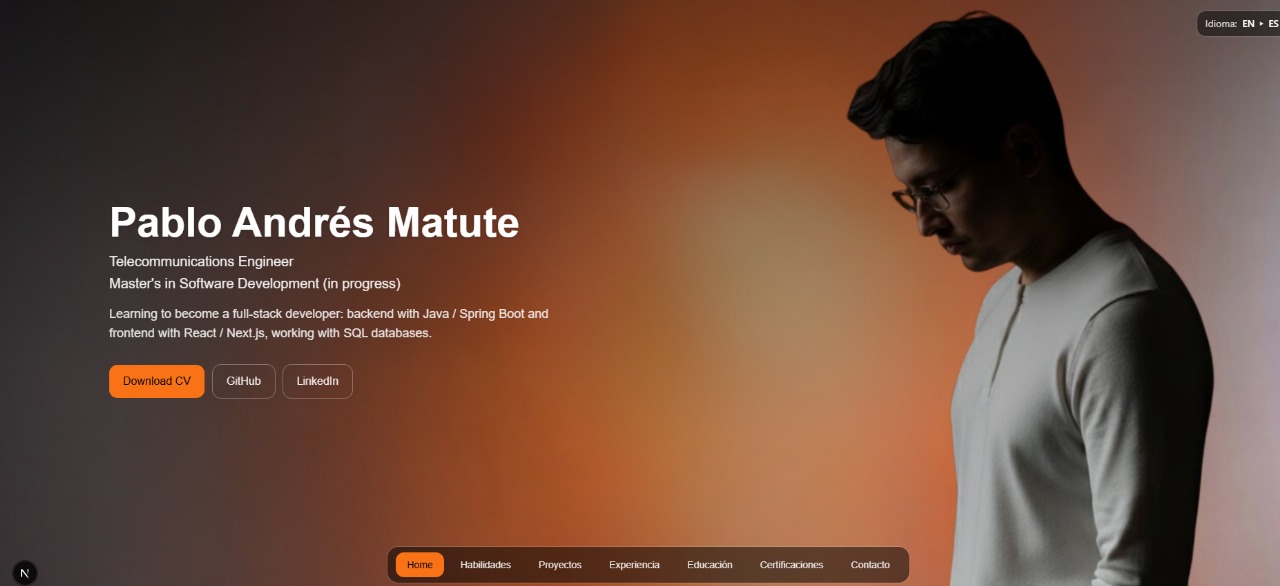 Idioma: EN ▸ ES
Pablo Andrés Matute
Telecommunications Engineer
Master's in Software Development (in progress)
Learning to become a full-stack developer: backend with Java / Spring Boot and
frontend with React / Next.js, working with SQL databases.
Download CV GitHub LinkedIn
N
Home Habilidades Proyectos Experiencia Educación Certificaciones Contacto